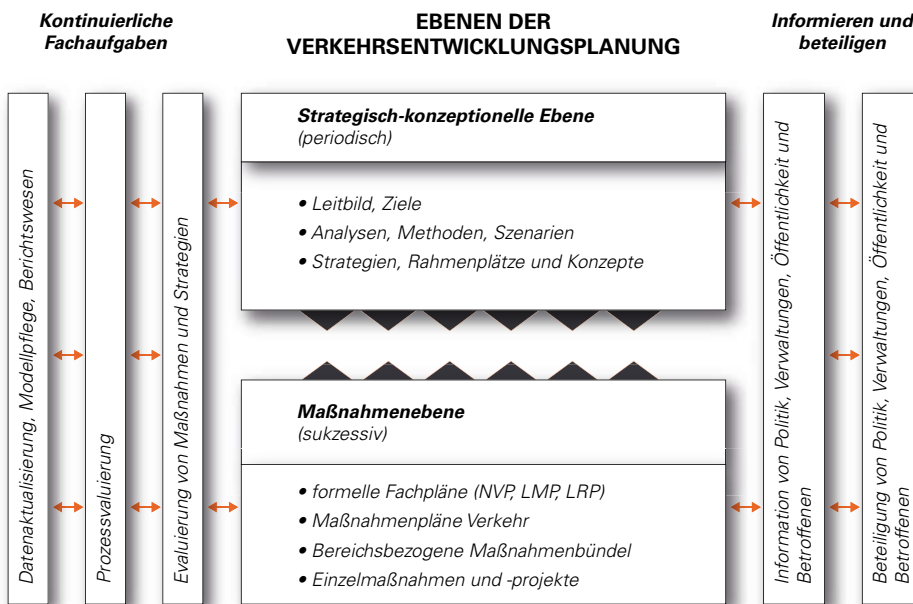 Kontinuierliche
Fachaufgaben
EBENEN DER
VERKEHRSENTWICKLUNGSPLANUNG
Informieren und
beteiligen
Datenaktualisierung, Modellpflege, Berichtswesen
Prozessvaluierung
Evaluierung von Maßnahmen und Strategien
Strategisch-konzeptionelle Ebene
(periodisch)
• Leitbild, Ziele
• Analysen, Methoden, Szenarien
• Strategien, Rahmenplätze und Konzepte
Maßnahmenebene
(sukzessiv)
• formelle Fachpläne (NVP, LMP, LRP)
• Maßnahmenpläne Verkehr
• Bereichsbezogene Maßnahmenbündel
• Einzelmaßnahmen und -projekte
Information von Politik, Verwaltungen, Öffentlichkeit und
Betroffenen
Beteiligung von Politik, Verwaltungen, Öffentlichkeit und
Betroffenen